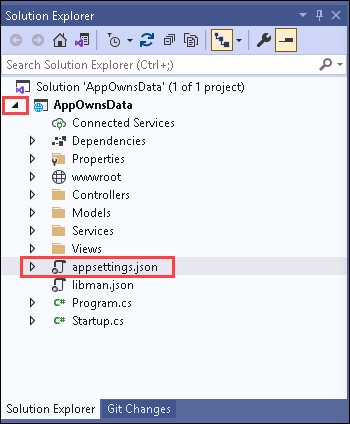 Solution Explorer
Search Solution Explorer (Ctrl+;)
Solution 'AppOwnsData' (1 of 1 project)
AppOwnsData
Connected Services
Dependencies
Properties
wwwroot
Controllers
Models
Services
Views
appsettings.json
libman.json
C# Program.cs
C# Startup.cs
Solution Explorer Git Changes